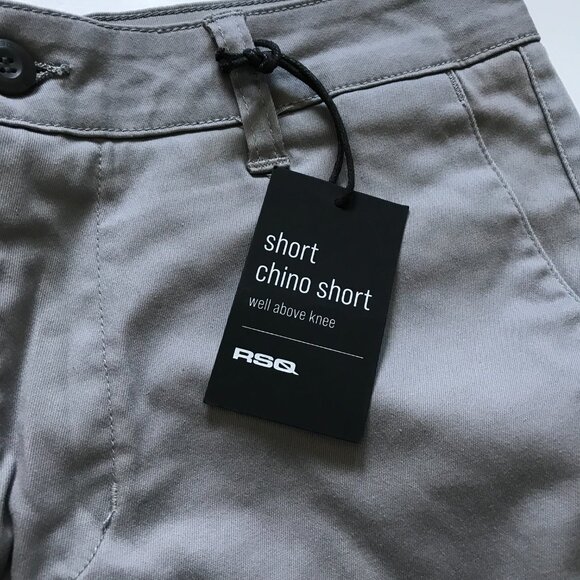 short
chino short
well above knee
RSQ